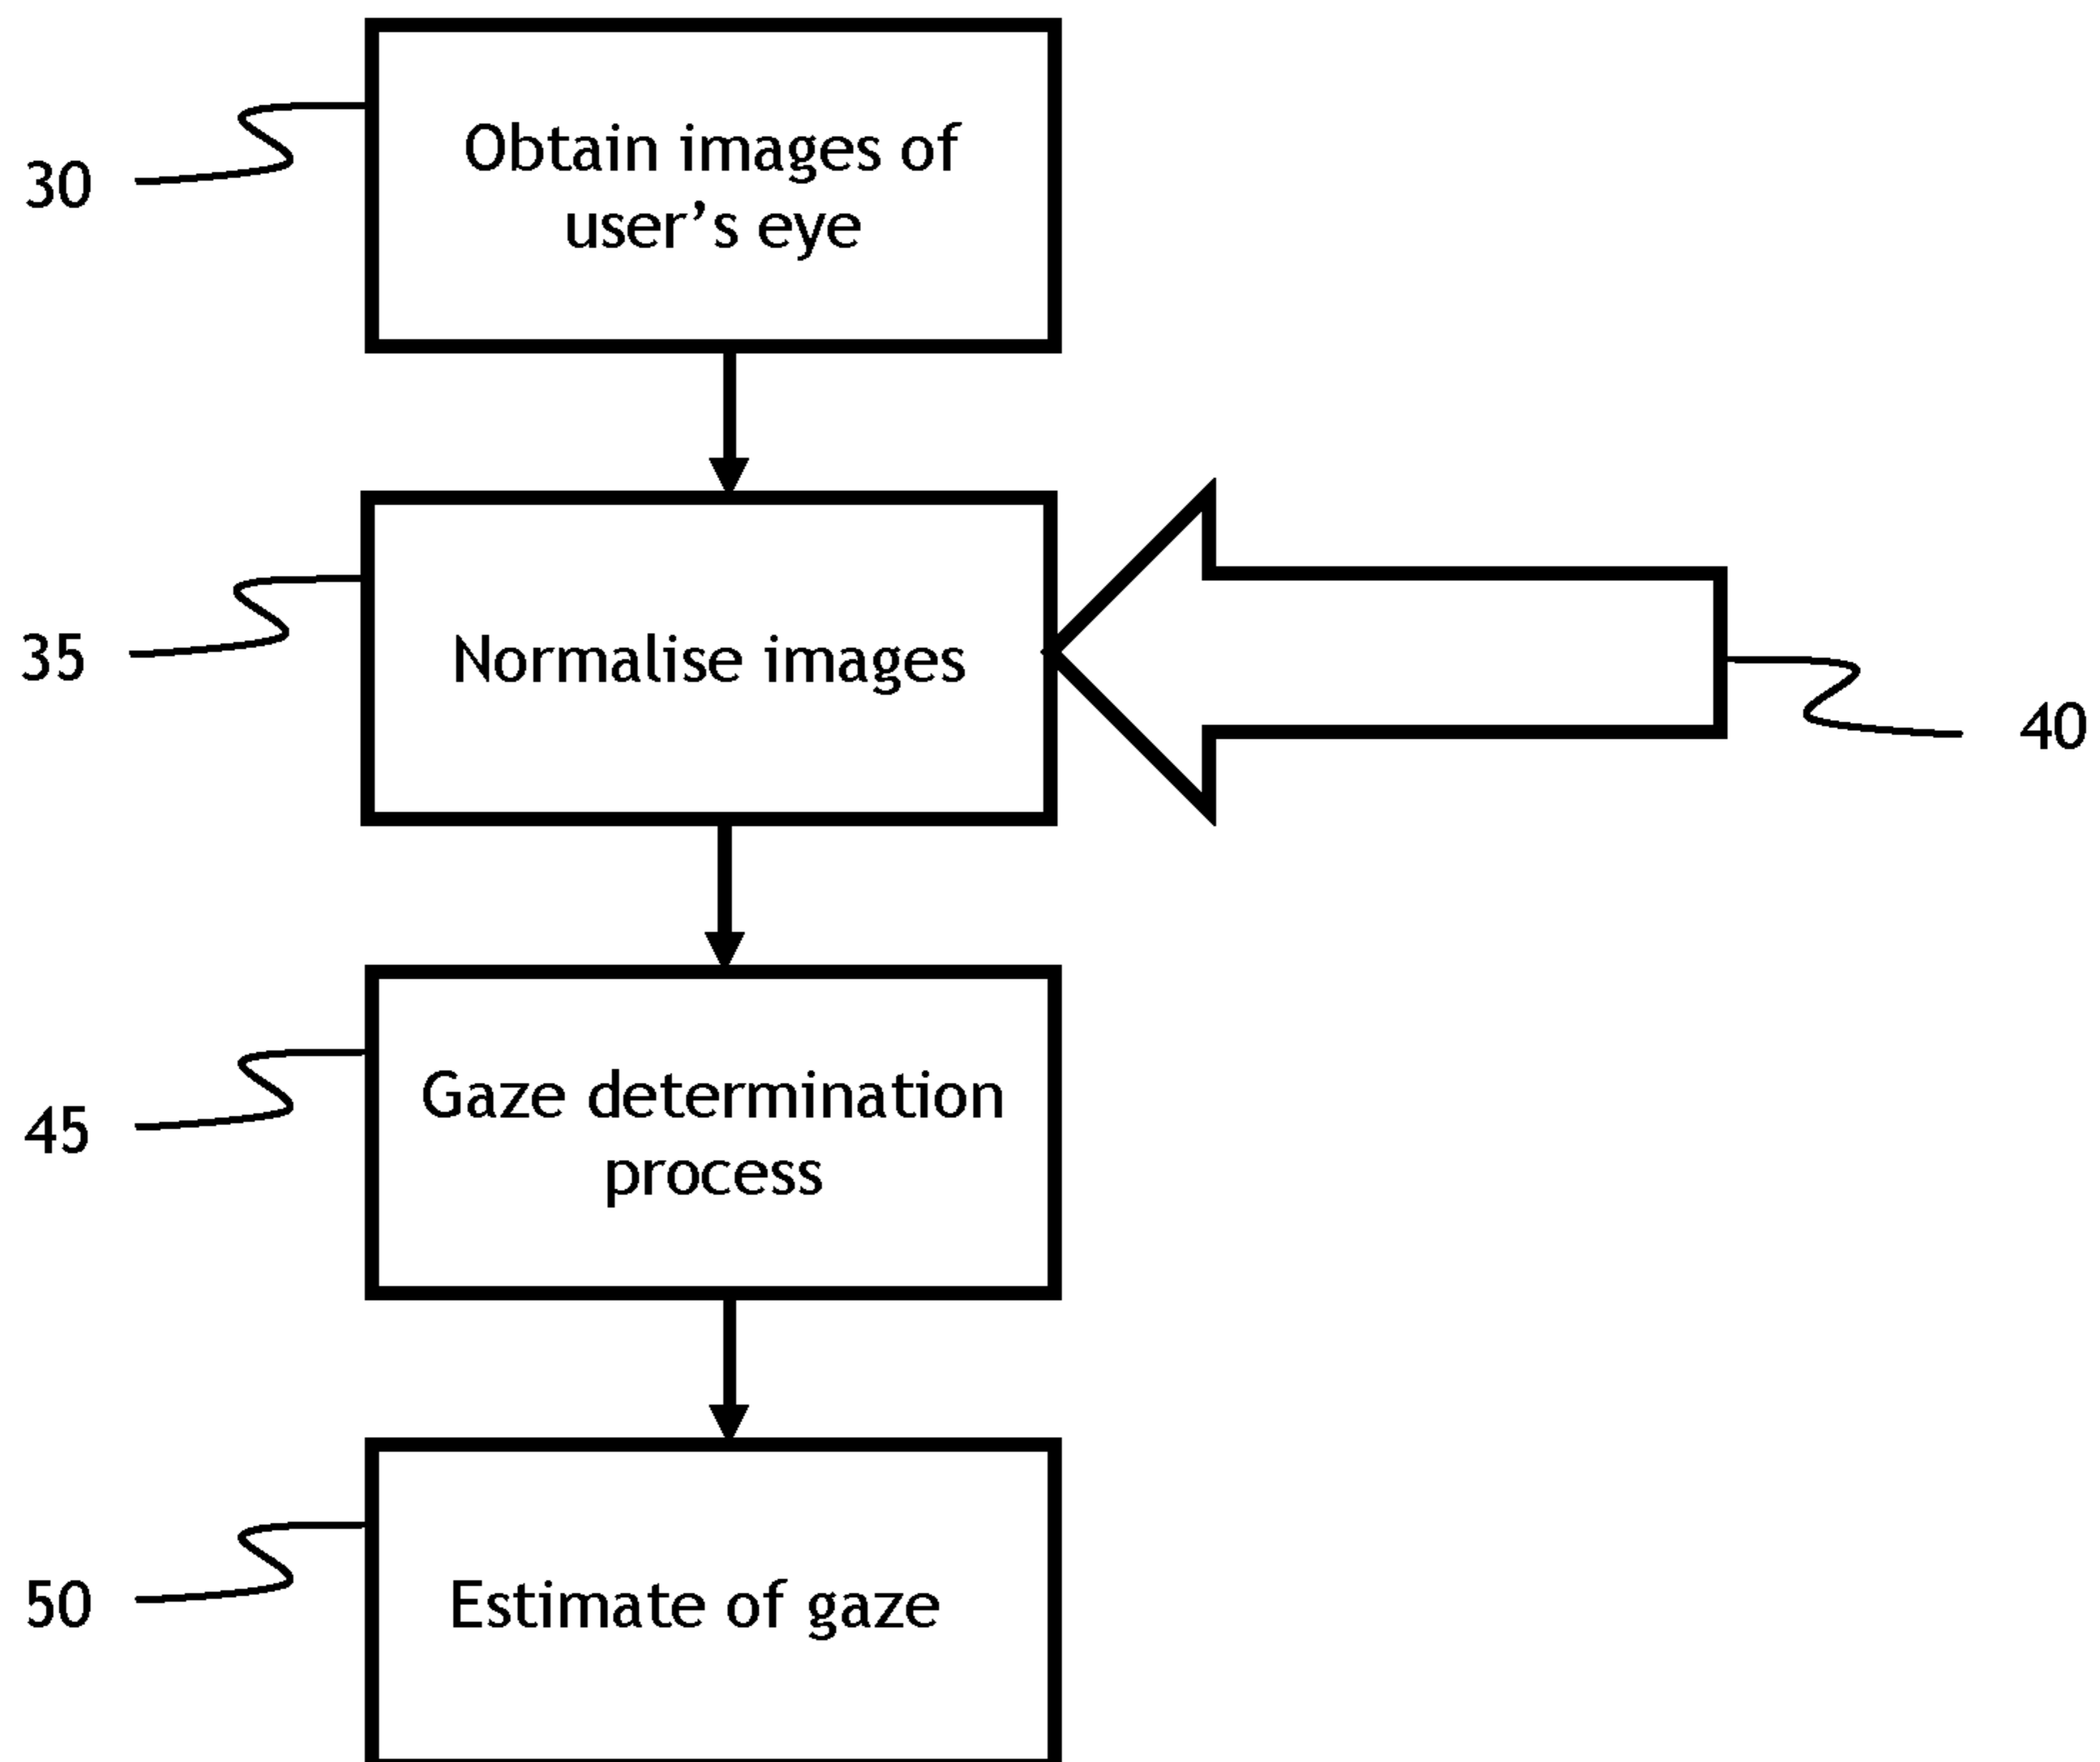 30
Obtain images of
user's eye
35
Normalise images
40
45
Gaze determination
process
50
Estimate of gaze